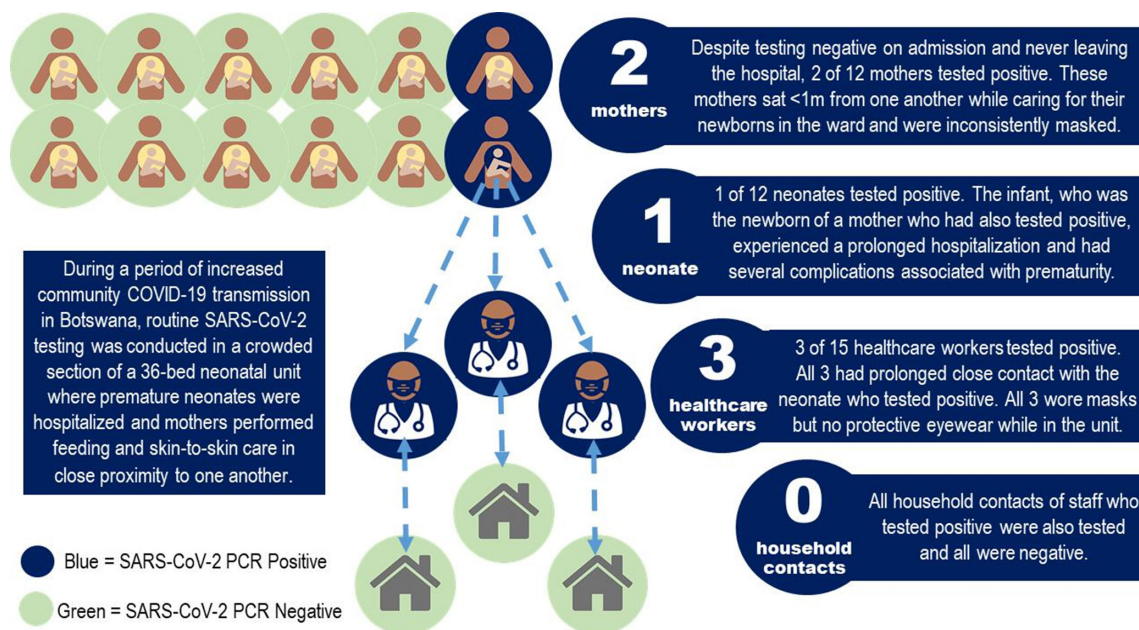 2
mothers
Despite testing negative on admission and never leaving
the hospital, 2 of 12 mothers tested positive. These
mothers sat <1m from one another while caring for their
newborns in the ward and were inconsistently masked.
1
neonate
1 of 12 neonates tested positive. The infant, who was
the newborn of a mother who had also tested positive,
experienced a prolonged hospitalization and had
several complications associated with prematurity.
During a period of increased
community COVID-19 transmission
in Botswana, routine SARS-CoV-2
testing was conducted in a crowded
section of a 36-bed neonatal unit
where premature neonates were
hospitalized and mothers performed
feeding and skin-to-skin care in
close proximity to one another.
3
healthcare
workers
3 of 15 healthcare workers tested positive.
All 3 had prolonged close contact with the
neonate who tested positive. All 3 wore masks
but no protective eyewear while in the unit.
0
household
contacts
All household contacts of staff who
tested positive were also tested
and all were negative.
Blue = SARS-CoV-2 PCR Positive
Green = SARS-CoV-2 PCR Negative